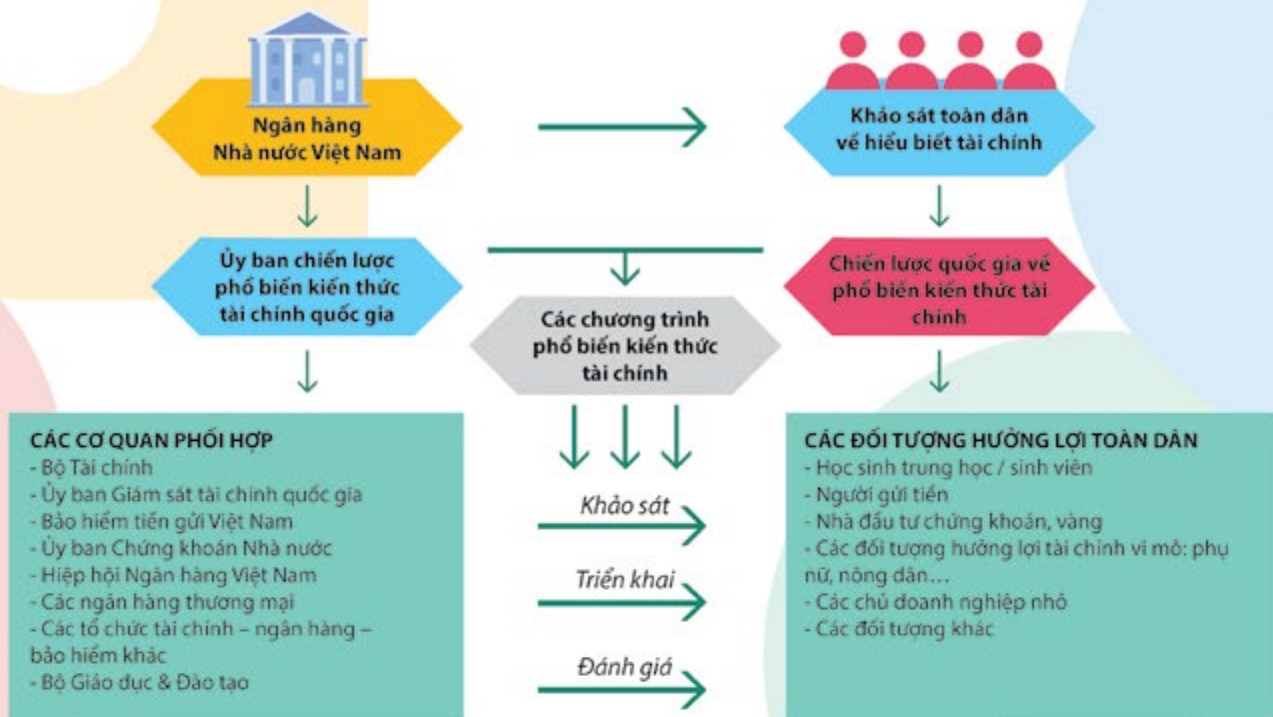 Ngân hàng
Nhà nước Việt Nam
Khảo sát toàn dân
về hiểu biết tài chính
Ủy ban chiến lược
phổ biến kiến thức
tài chính quốc gia
Các chương trình
phổ biến kiến thức
tài chính
Chiến lược quốc gia về
phổ biến kiến thức tài
chính
CÁC CƠ QUAN PHỐI HỢP
- Bộ Tài chính
- Ủy ban Giám sát tài chính quốc gia
- Bảo hiểm tiền gửi Việt Nam
- Ủy ban Chứng khoán Nhà nước
- Hiệp hội Ngân hàng Việt Nam
- Các ngân hàng thương mại
- Các tổ chức tài chính – ngân hàng –
bảo hiểm khác
- Bộ Giáo dục & Đào tạo
Khảo sát
Triển khai
Đánh giá
CÁC ĐỐI TƯỢNG HƯỞNG LỢI TOÀN DÂN
- Học sinh trung học / sinh viên
- Người gửi tiền
- Nhà đầu tư chứng khoán, vàng
- Các đối tượng hưởng lợi tài chính vi mô: phụ
nữ, nông dân...
- Các chủ doanh nghiệp nhỏ
- Các đối tượng khác